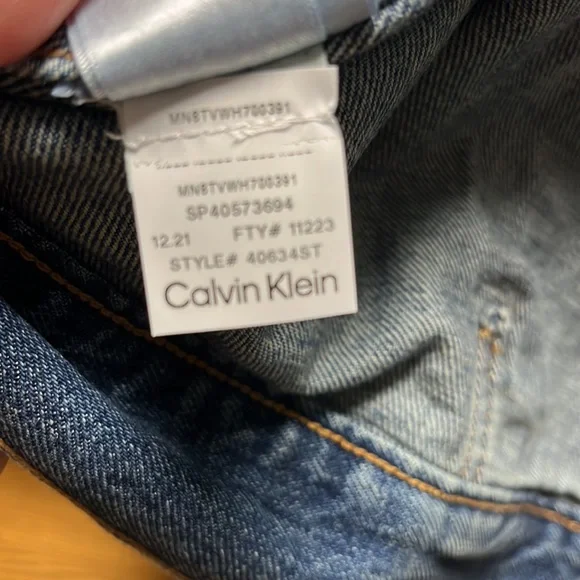 MN8TVWH700391
MN8TVWH700391
SP40573694
12.21 FTY# 11223
STYLE# 40634ST
Calvin Klein